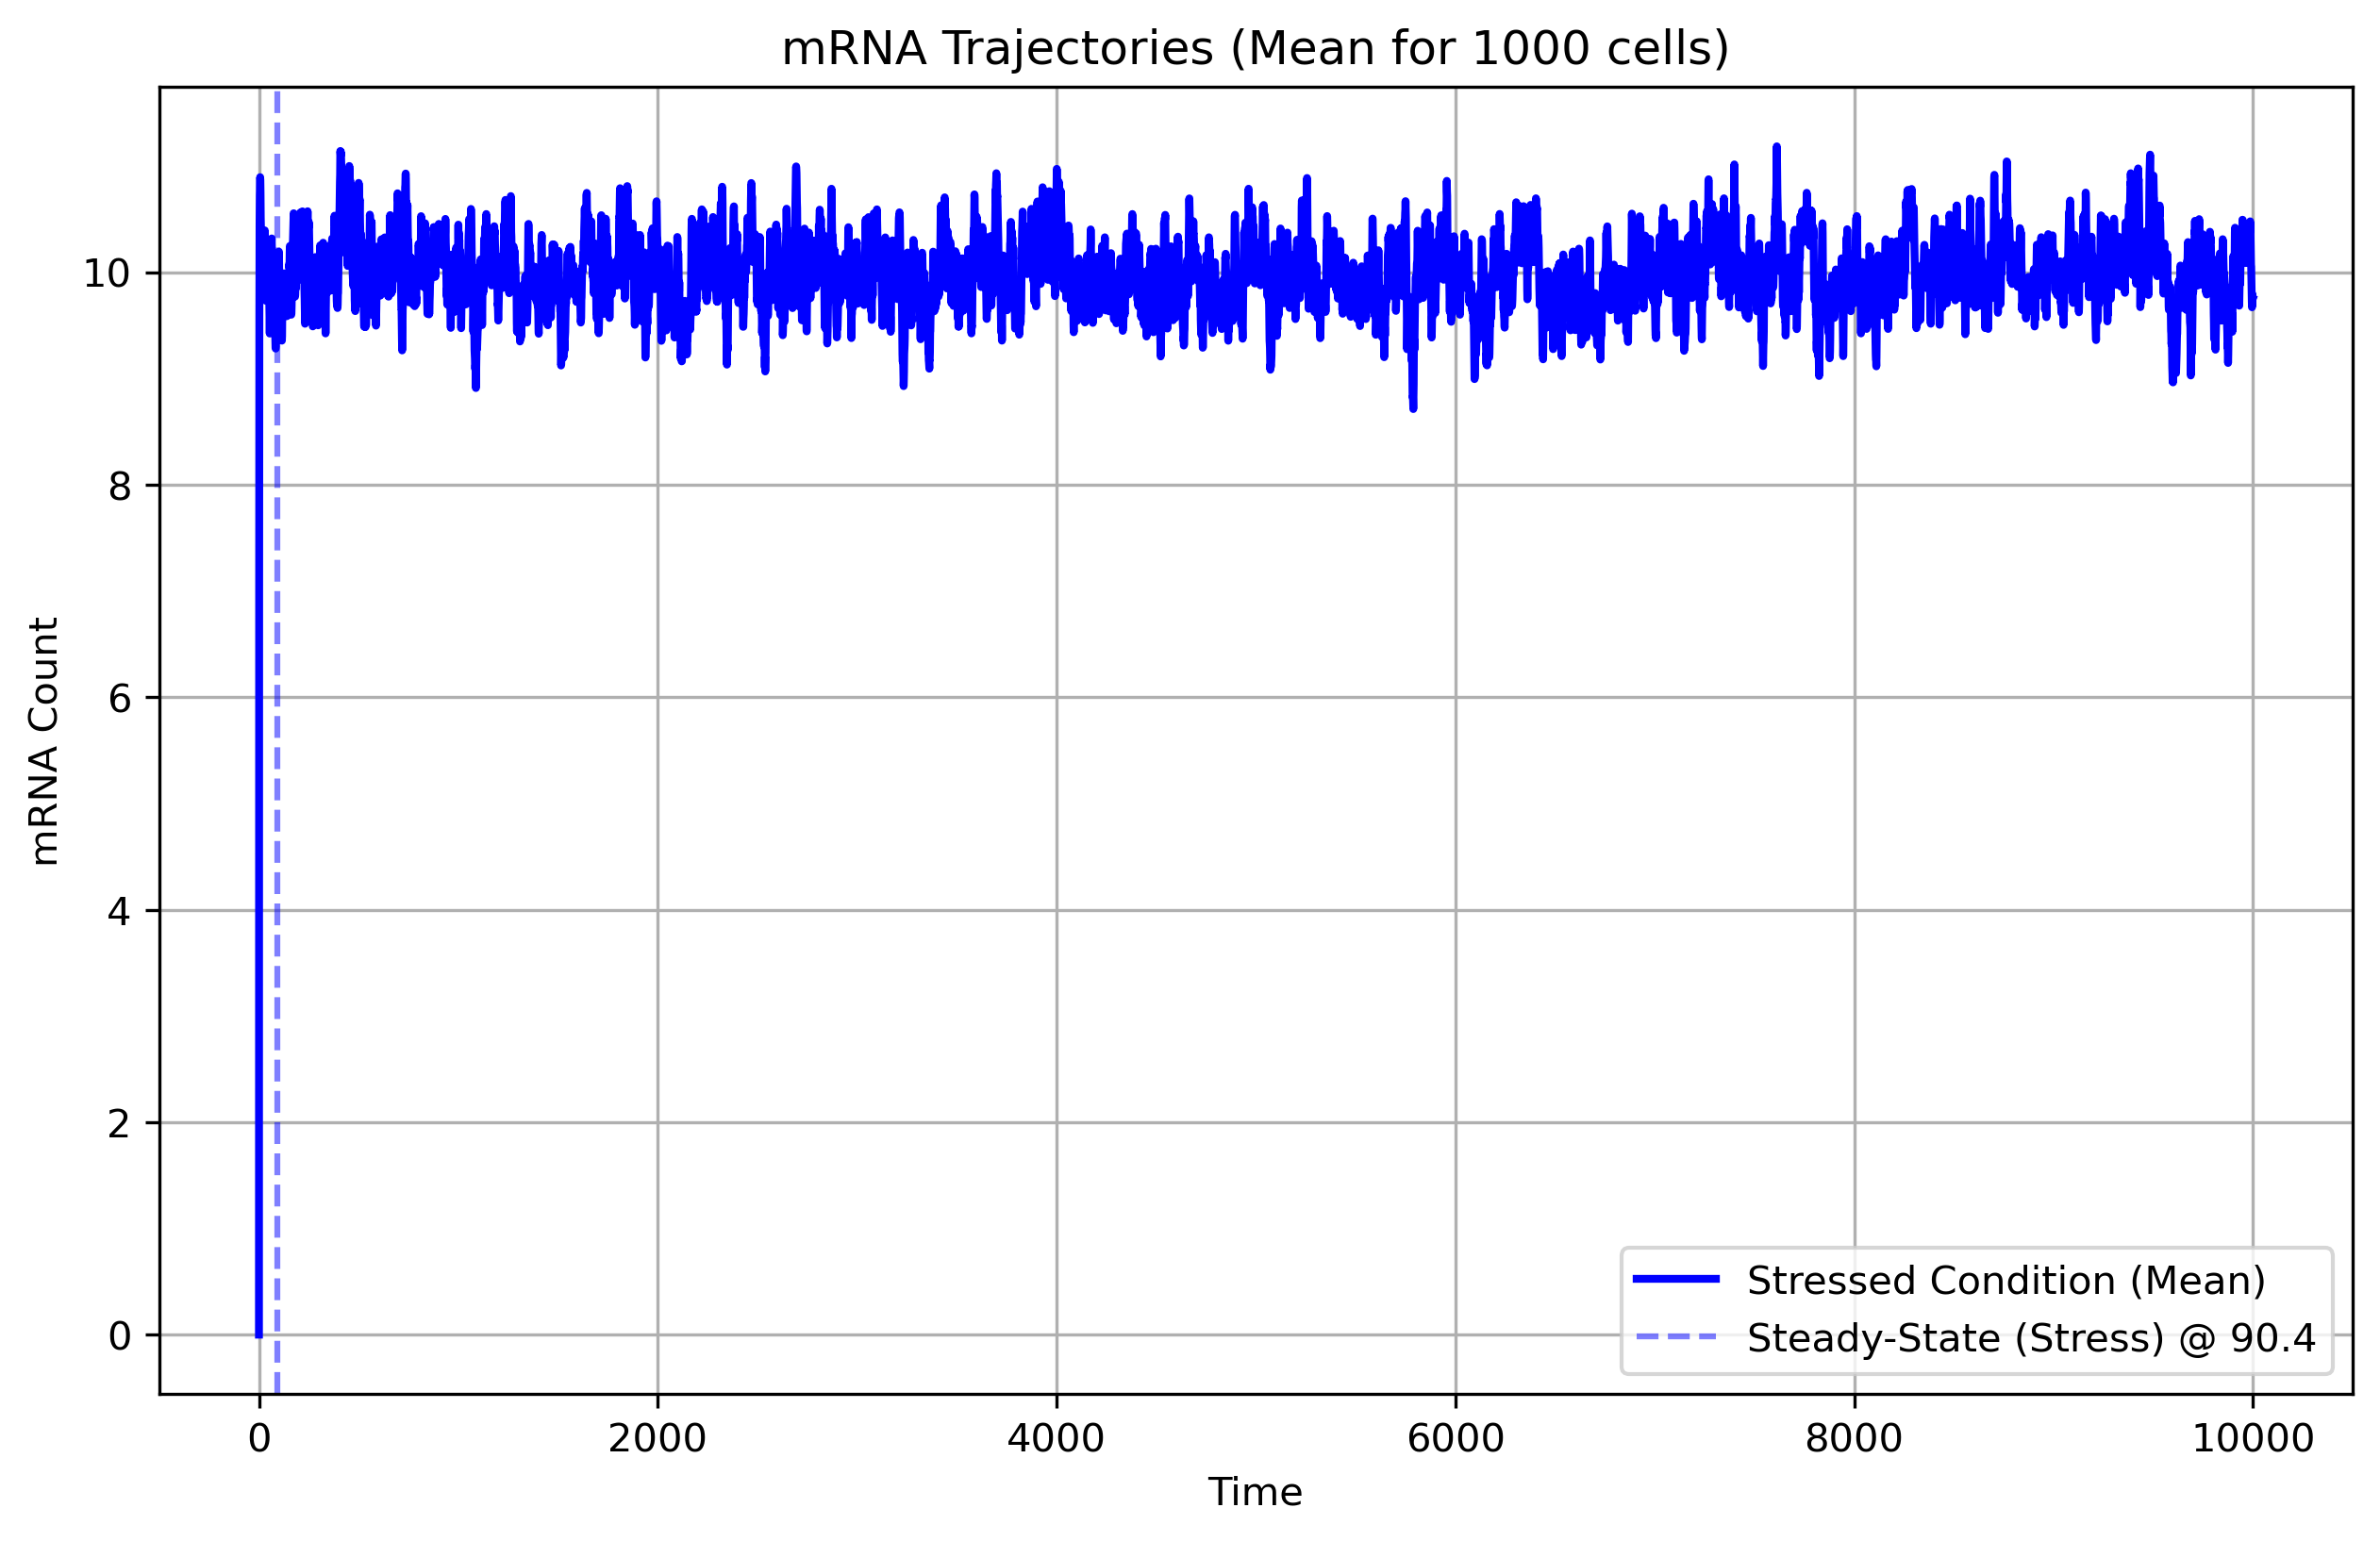 mRNA Trajectories (Mean for 1000 cells)
mRNA Count
10
8
6
4
2
0
Stressed Condition (Mean)
Steady-State (Stress) @ 90.4
0 2000 4000 6000 8000 10000
Time